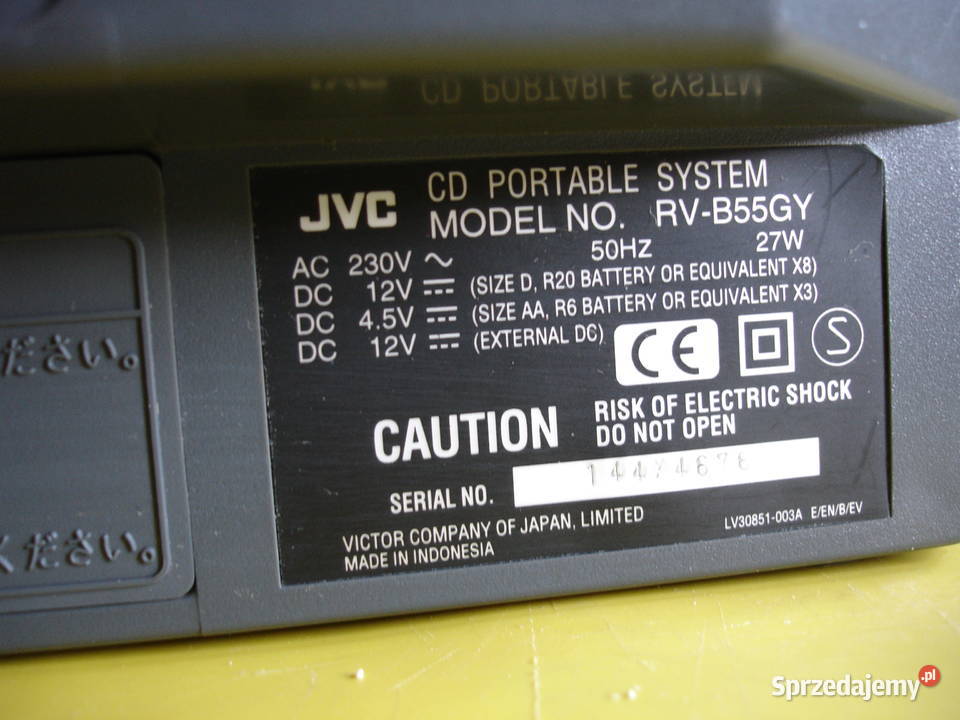 CD PORTABLE SYSTEM
JVC
CD PORTABLE SYSTEM
MODEL NO. RV-B55GY
AC 230V ~ 50Hz 27W
DC 12V ⎓ (SIZE D, R20 BATTERY OR EQUIVALENT X8)
DC 4.5V ⎓ (SIZE AA, R6 BATTERY OR EQUIVALENT X3)
DC 12V ⎓ (EXTERNAL DC)
CE
S
CAUTION
RISK OF ELECTRIC SHOCK
DO NOT OPEN
SERIAL NO.
VICTOR COMPANY OF JAPAN, LIMITED
MADE IN INDONESIA
LV30851-003A E/EN/B/EV
ださい。
ください。
Sprzedajemy.pl